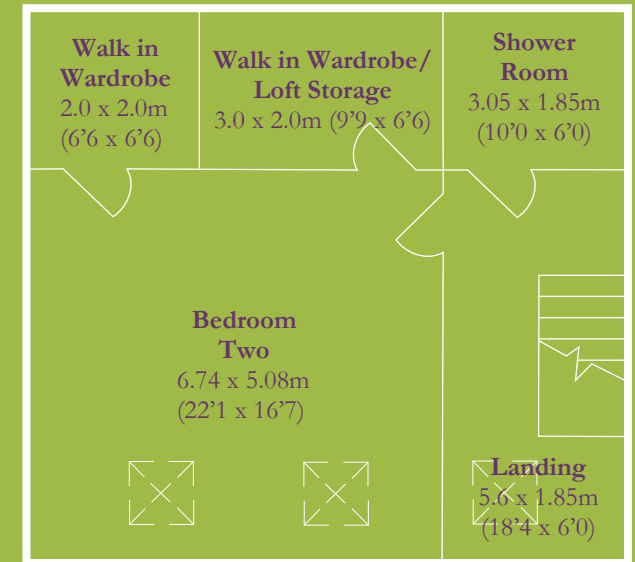 Walk in
Wardrobe
2.0 x 2.0m
(6'6 x 6'6)
Walk in Wardrobe/
Loft Storage
3.0 x 2.0m (9'9 x 6'6)
Shower
Room
3.05 x 1.85m
(10'0 x 6'0)
Bedroom
Two
6.74 x 5.08m
(22'1 x 16'7)
Landing
5.6 x 1.85m
(18'4 x 6'0)